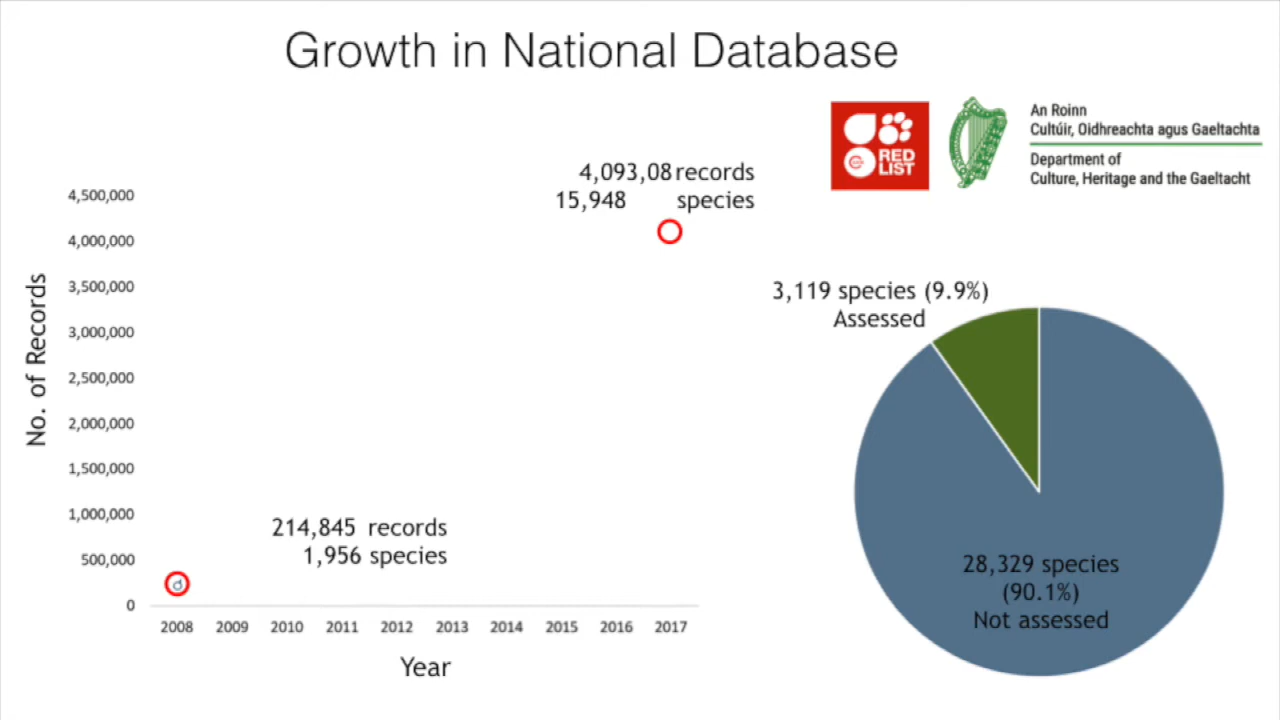 Growth in National Database
RED
LIST
An Roinn
Cultúir, Oidhreachta agus Gaeltachta
Department of
Culture, Heritage and the Gaeltacht
4,093,08 records
15,948 species
4,500,000
4,000,000
3,500,000
3,000,000
2,500,000
2,000,000
1,500,000
1,000,000
500,000
0
No. of Records
214,845 records
1,956 species
2008 2009 2010 2011 2012 2013 2014 2015 2016 2017
Year
3,119 species (9.9%)
Assessed
28,329 species
(90.1%)
Not assessed